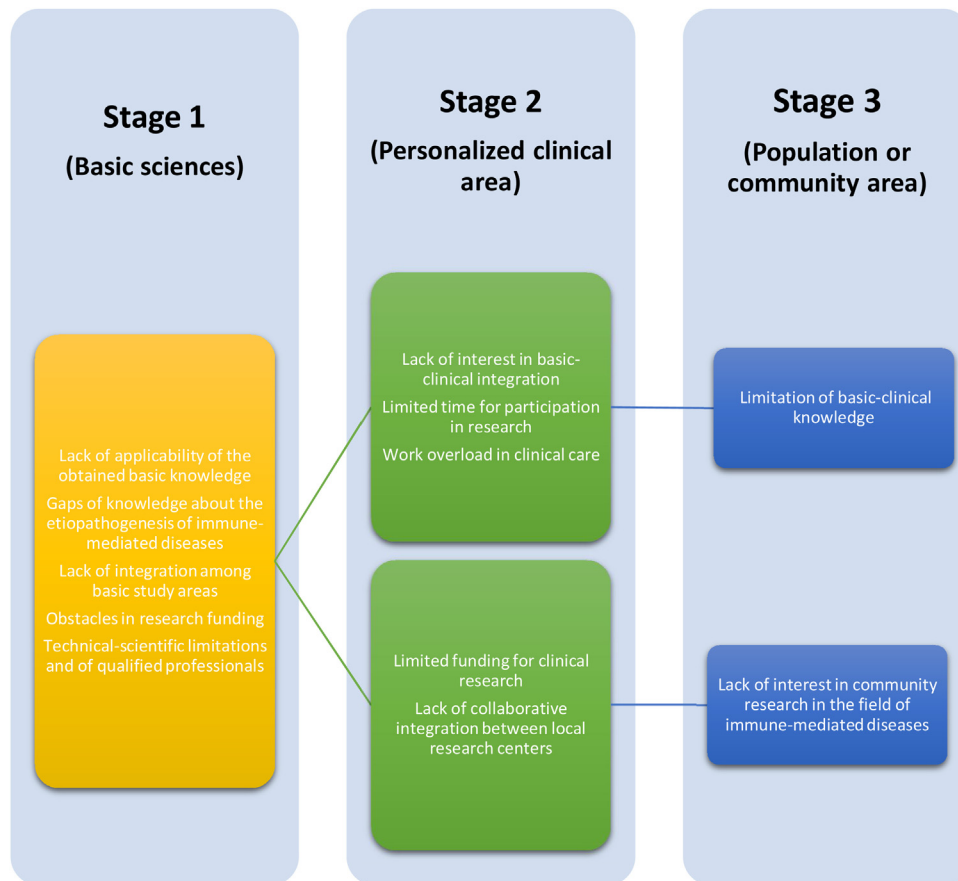 Stage 1
(Basic sciences)
Lack of applicability of the
obtained basic knowledge
Gaps of knowledge about the
etiopathogenesis of immune-
mediated diseases
Lack of integration among
basic study areas
Obstacles in research funding
Technical-scientific limitations
and of qualified professionals
Stage 2
(Personalized clinical
area)
Lack of interest in basic-
clinical integration
Limited time for participation
in research
Work overload in clinical care
Limited funding for clinical
research
Lack of collaborative
integration between local
research centers
Stage 3
(Population or
community area)
Limitation of basic-clinical
knowledge
Lack of interest in community
research in the field of
immune-mediated diseases